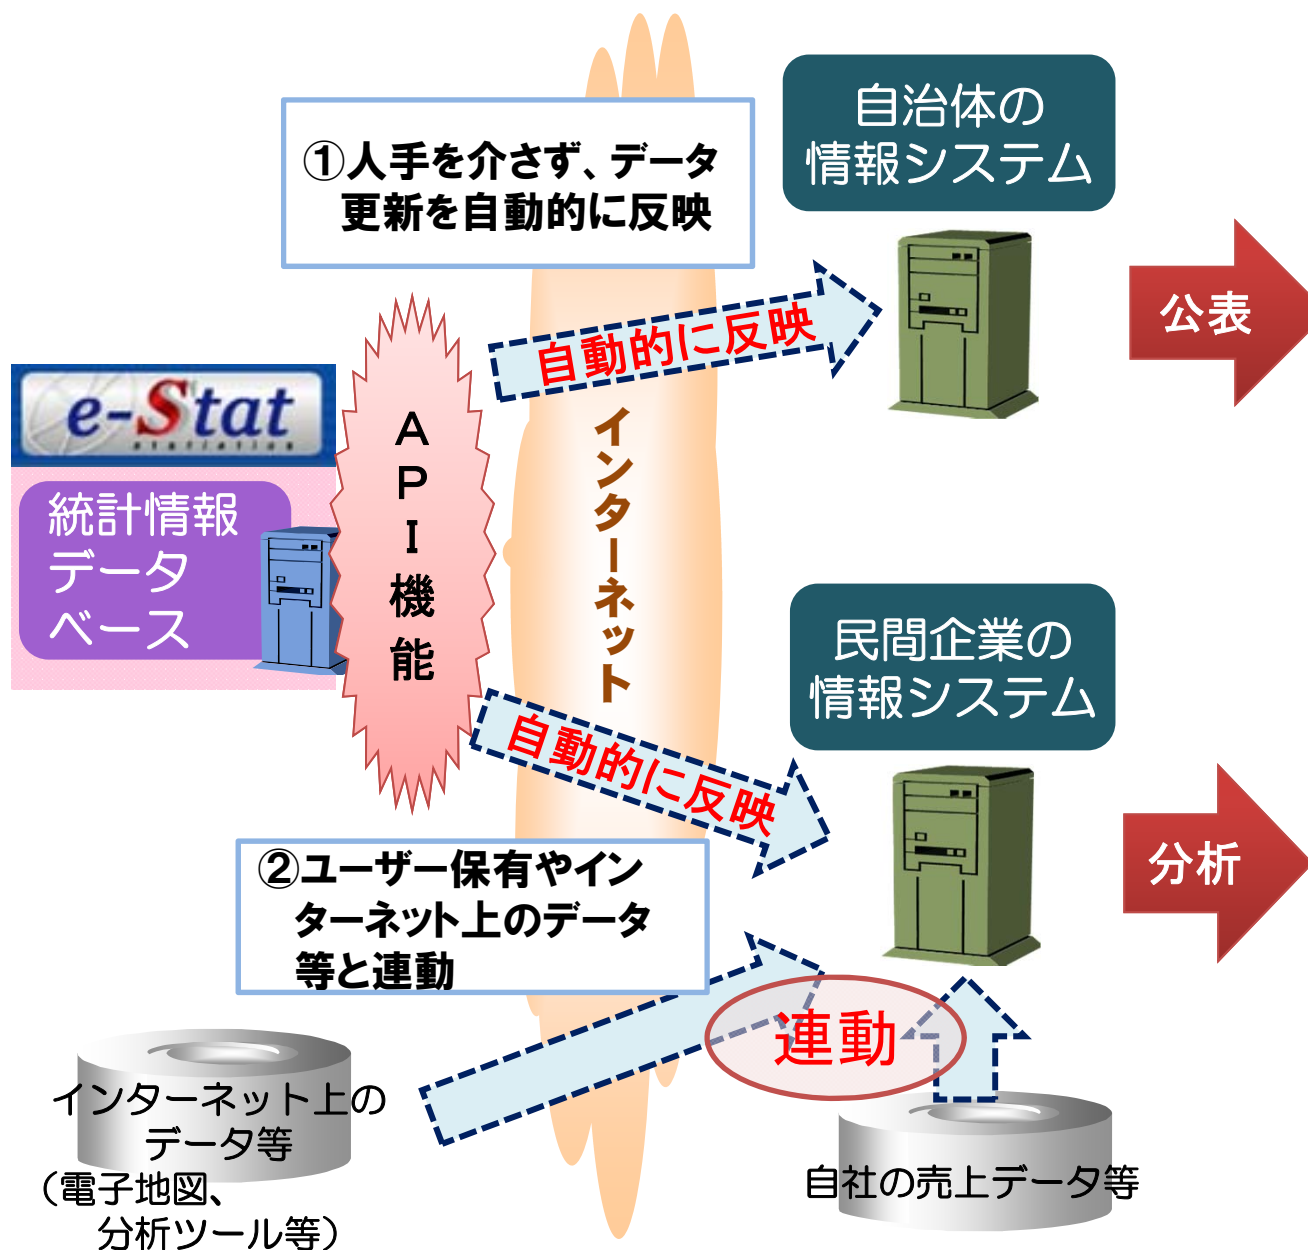 ①人手を介さず、データ
更新を自動的に反映
自治体の
情報システム
自動的に反映
公表
e-Stat
statistics
統計情報
データ
ベース
API機能
インターネット
民間企業の
情報システム
自動的に反映
分析
②ユーザー保有やイン
ターネット上のデータ
等と連動
連動
インターネット上の
データ等
（電子地図、
分析ツール等）
自社の売上データ等